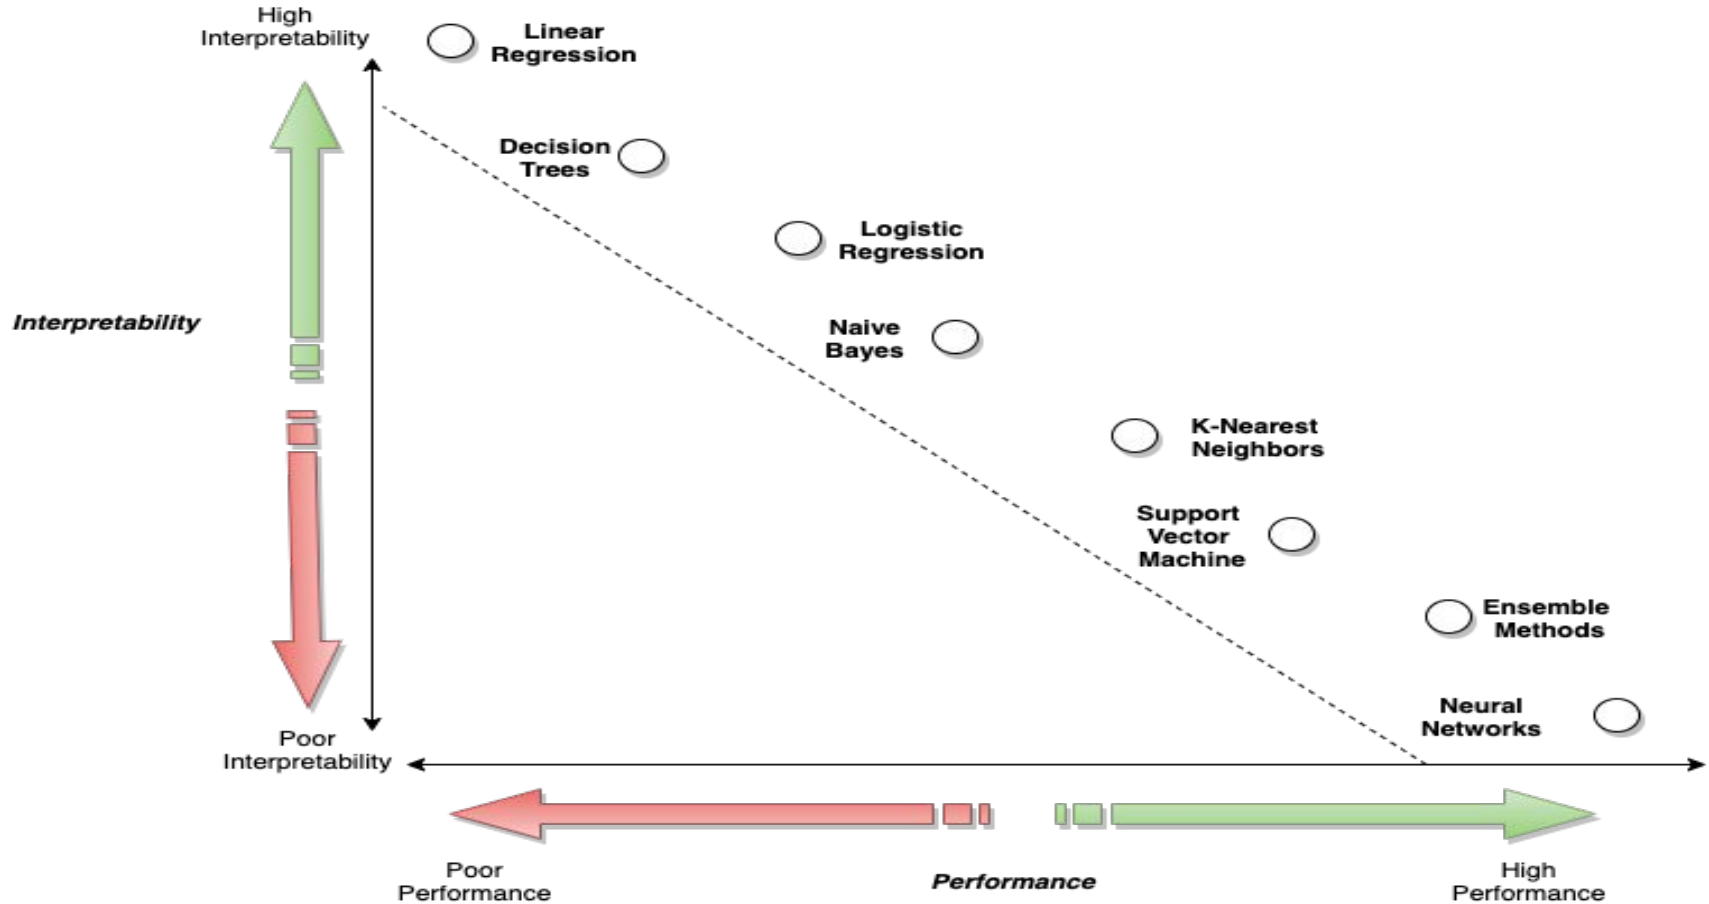 High
Interpretability
Linear
Regression
Decision
Trees
Logistic
Regression
Interpretability
Naive
Bayes
K-Nearest
Neighbors
Support
Vector
Machine
Ensemble
Methods
Neural
Networks
Poor
Interpretability
Poor
Performance
Performance
High
Performance